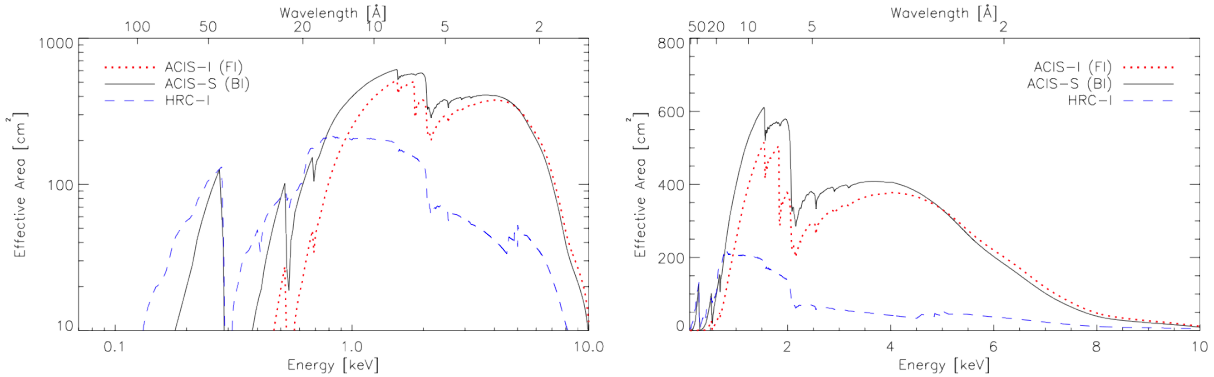 Wavelength [Å]
100 50 20 10 5 2
1000
100
10
Effective Area [cm²]
ACIS-I (FI)
ACIS-S (BI)
HRC-I
0.1 1.0 10.0
Energy [keV]
Wavelength [Å]
50 20 10 5 2
800
600
400
200
0
Effective Area [cm²]
ACIS-I (FI)
ACIS-S (BI)
HRC-I
2 4 6 8 10
Energy [keV]